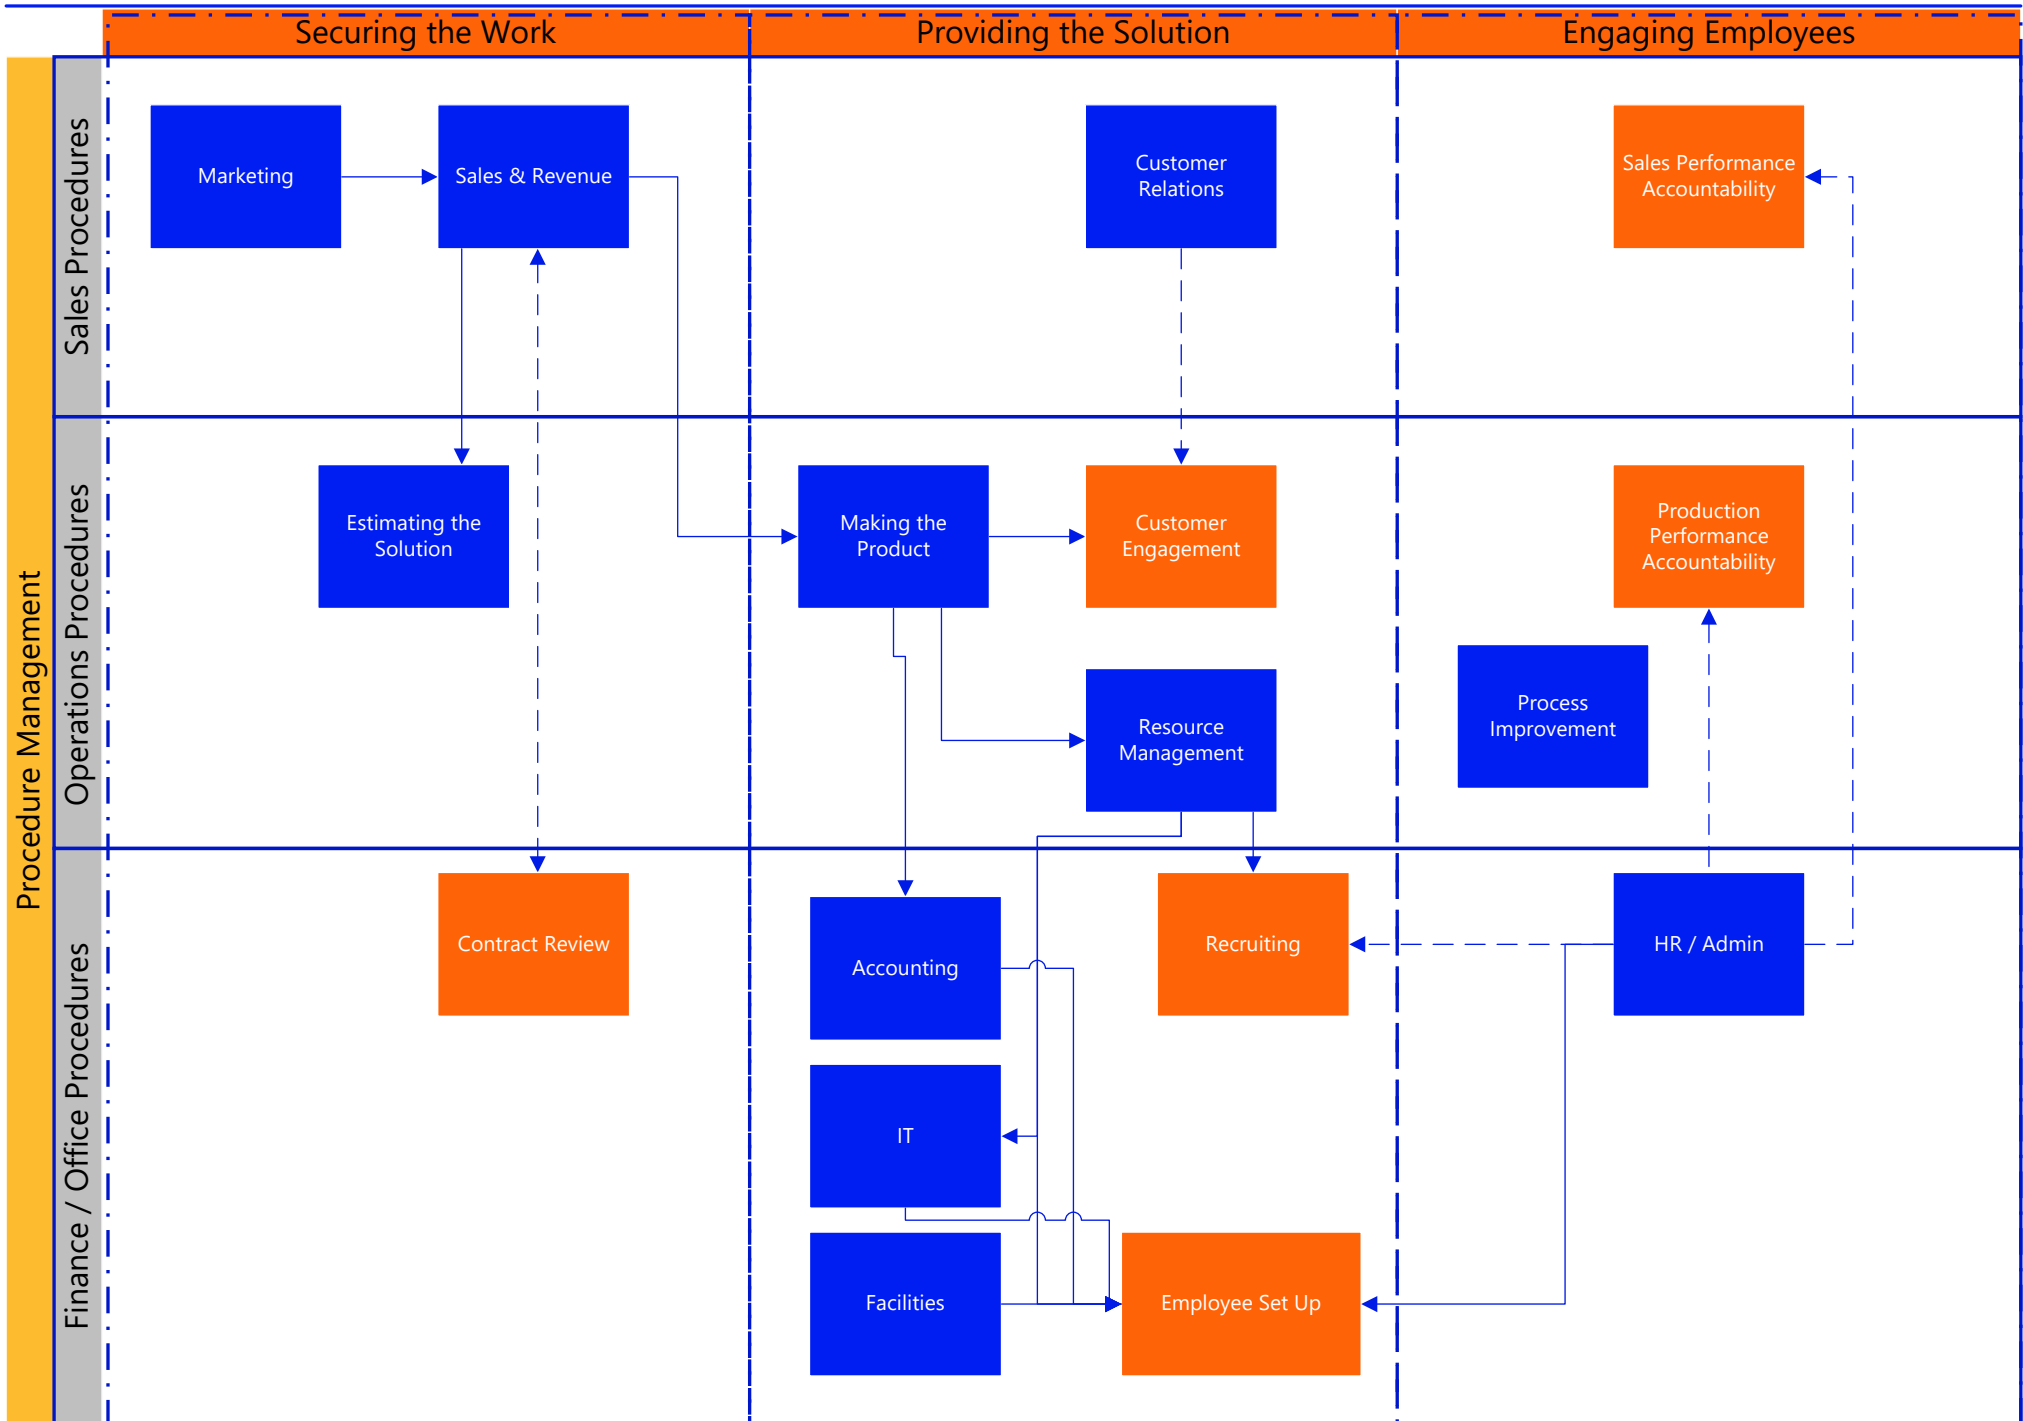 Securing the Work
Providing the Solution
Engaging Employees
Procedure Management
Sales Procedures
Marketing
Sales & Revenue
Customer
Relations
Sales Performance
Accountability
Operations Procedures
Estimating the
Solution
Making the
Product
Customer
Engagement
Production
Performance
Accountability
Resource
Management
Process
Improvement
Finance / Office Procedures
Contract Review
Accounting
Recruiting
HR / Admin
IT
Facilities
Employee Set Up